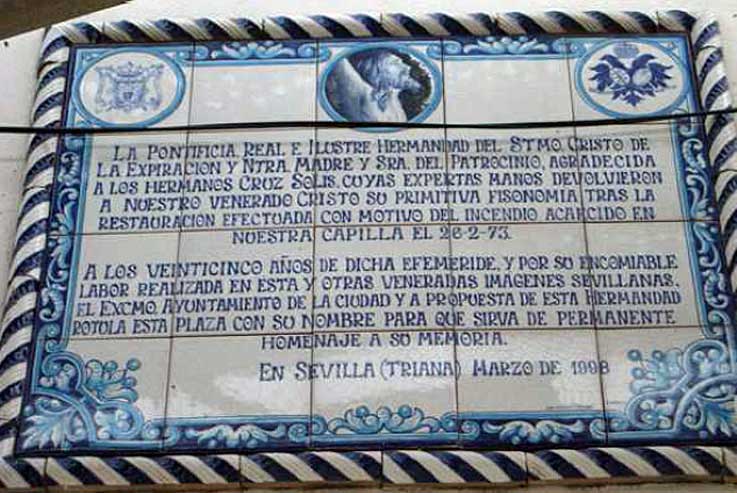 LA PONTIFICIA, REAL E ILUSTRE HERMANDAD DEL STMO. CRISTO DE
LA EXPIRACION Y NTRA. MADRE Y SRA. DEL PATROCINIO, AGRADECIDA
A LOS HERMANOS CRUZ SOLIS, CUYAS EXPERTAS MANOS DEVOLVIERON
A NUESTRO VENERADO CRISTO SU PRIMITIVA FISONOMIA TRAS LA
RESTAURACION EFECTUADA CON MOTIVO DEL INCENDIO ACAECIDO EN
NUESTRA CAPILLA EL 26-2-73.
A LOS VEINTICINCO AÑOS DE DICHA EFEMERIDE, Y POR SU ENCOMIABLE
LABOR REALIZADA EN ESTA Y OTRAS VENERADAS IMAGENES SEVILLANAS.
EL EXCMO. AYUNTAMIENTO DE LA CIUDAD Y A PROPUESTA DE ESTA HERMANDAD
ROTULA ESTA PLAZA CON SU NOMBRE PARA QUE SIRVA DE PERMANENTE
HOMENAJE A SU MEMORIA.
EN SEVILLA (TRIANA) MARZO DE 1998